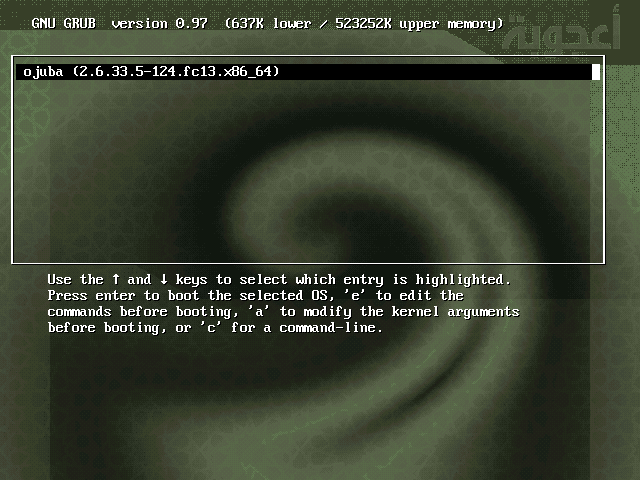 GNU GRUB version 0.97 (637K lower / 523252K upper memory)
أعجوبة
ojuba (2.6.33.5-124.fc13.x86_64)
Use the ↑ and ↓ keys to select which entry is highlighted.
Press enter to boot the selected OS, 'e' to edit the
commands before booting, 'a' to modify the kernel arguments
before booting, or 'c' for a command-line.